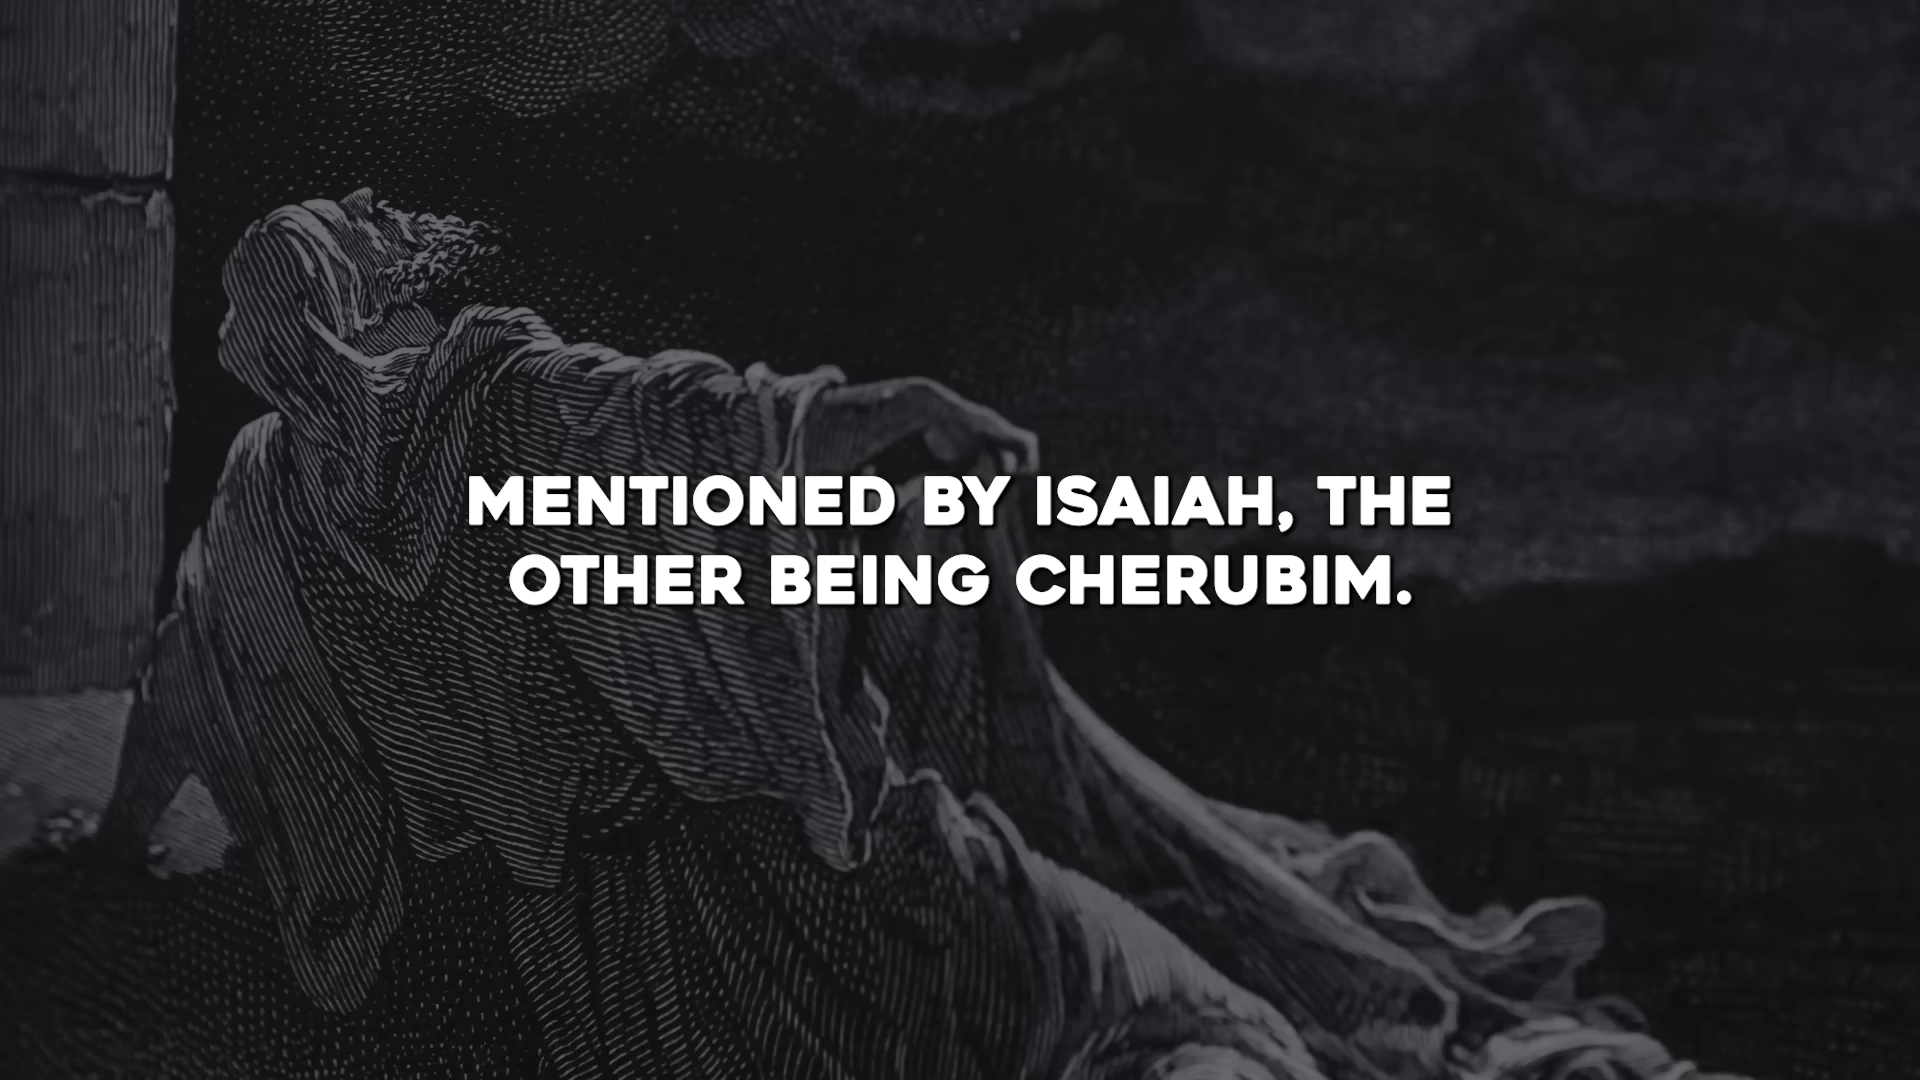 MENTIONED BY ISAIAH, THE
OTHER BEING CHERUBIM.